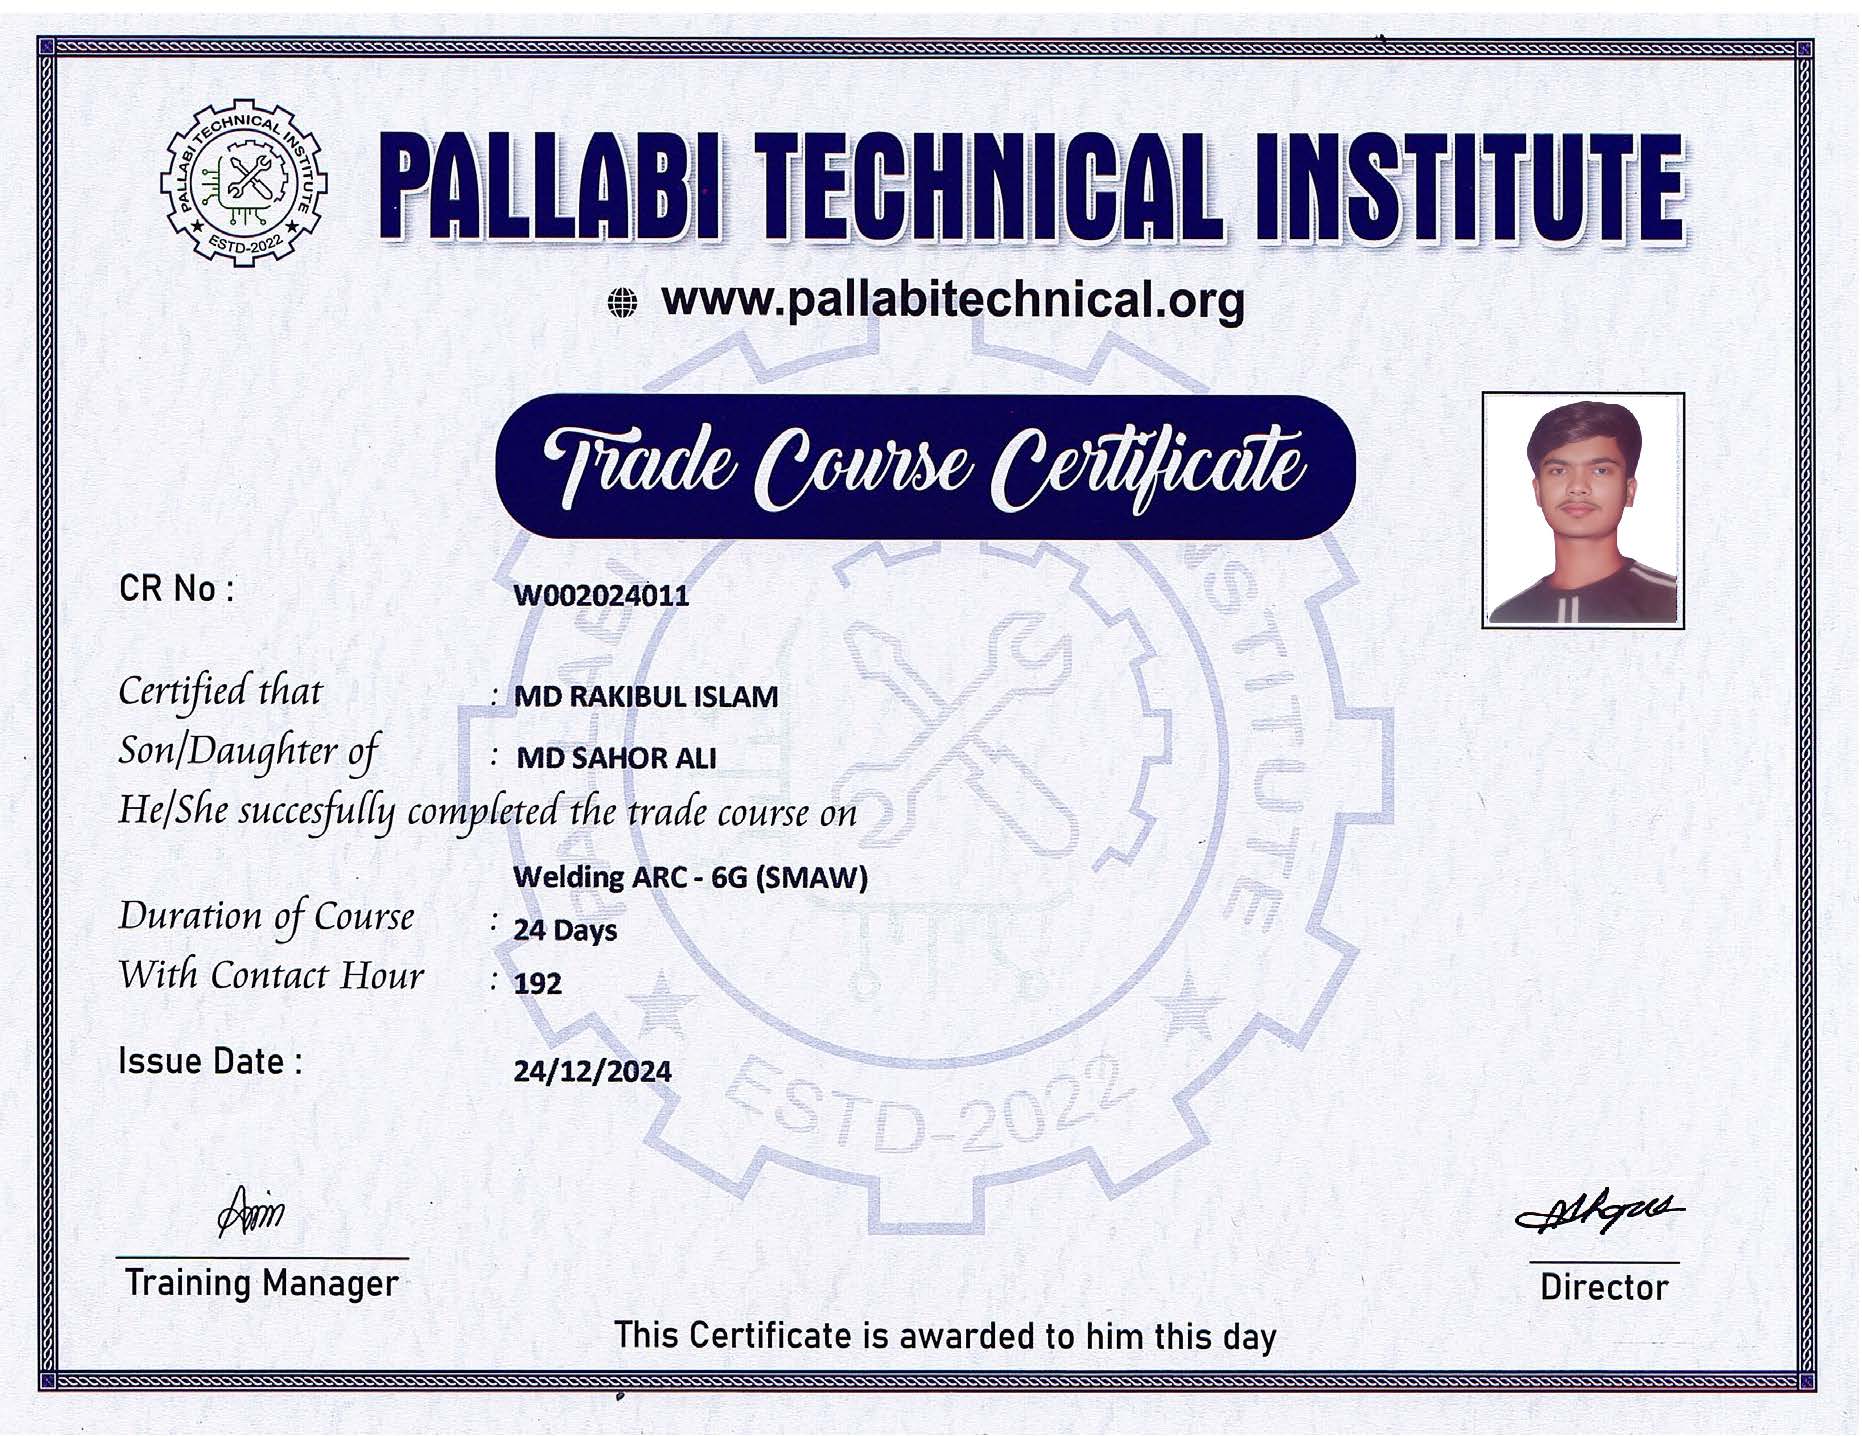 PALLABI TECHNICAL INSTITUTE
ESTD-2022
PALLABI TECHNICAL INSTITUTE
www.pallabitechnical.org
Trade Course Certificate
CR No : W002024011
Certified that : MD RAKIBUL ISLAM
Son/Daughter of : MD SAHOR ALI
He/She succesfully completed the trade course on
Welding ARC - 6G (SMAW)
Duration of Course : 24 Days
With Contact Hour : 192
Issue Date : 24/12/2024
PALLABI INSTITUTE
ESTD-2022
Training Manager
Director
This Certificate is awarded to him this day